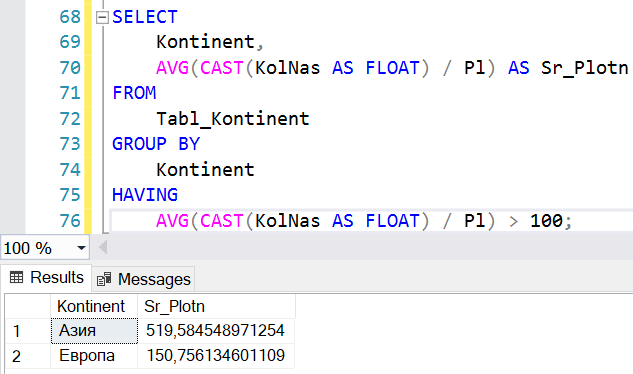 68 SELECT
69 Kontinent,
70 AVG(CAST(KolNas AS FLOAT) / Pl) AS Sr_Plotn
71 FROM
72 Tabl_Kontinent
73 GROUP BY
74 Kontinent
75 HAVING
76 AVG(CAST(KolNas AS FLOAT) / Pl) > 100;
100 %
Results Messages
Kontinent Sr_Plotn
1 Азия 519,584548971254
2 Европа 150,756134601109